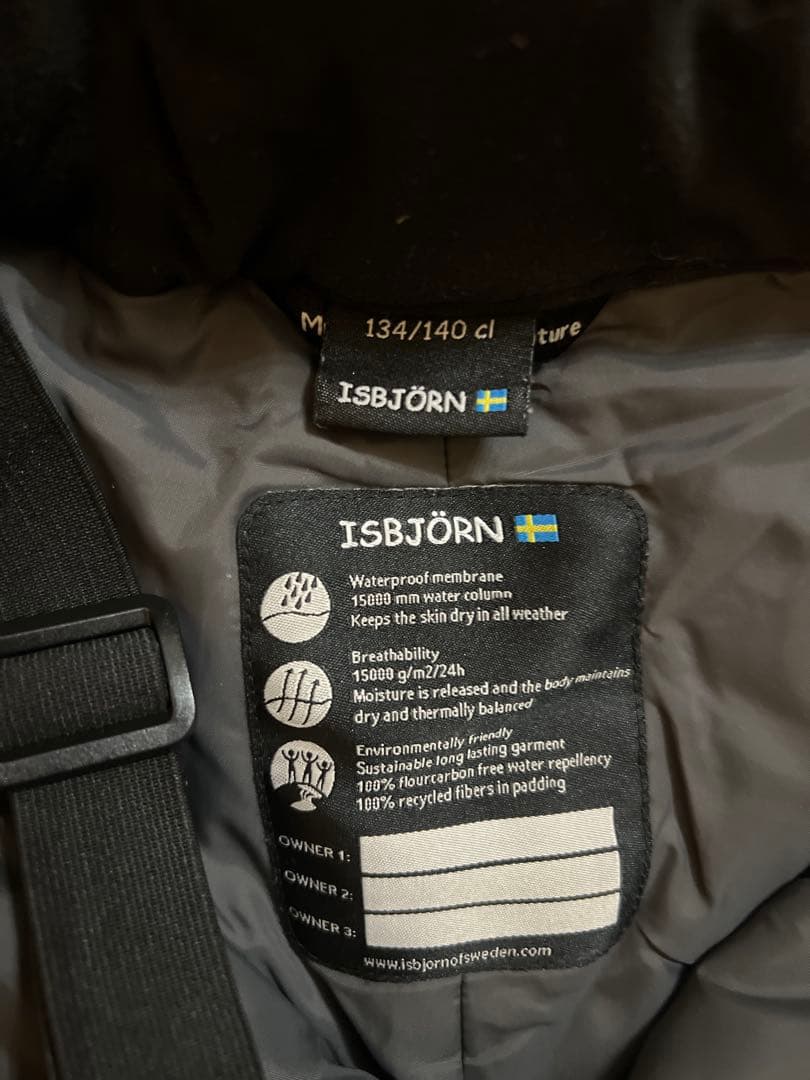 134/140 cl
ture
ISBJÖRN
ISBJÖRN
Waterproof membrane
15000 mm water column
Keeps the skin dry in all weather
Breathability
15000 g/m2/24h
Moisture is released and the body maintains
dry and thermally balanced
Environmentally friendly
Sustainable long lasting garment
100% flourcarbon free water repellency
100% recycled fibers in padding
OWNER 1:
OWNER 2:
OWNER 3:
www.isbjornofsweden.com